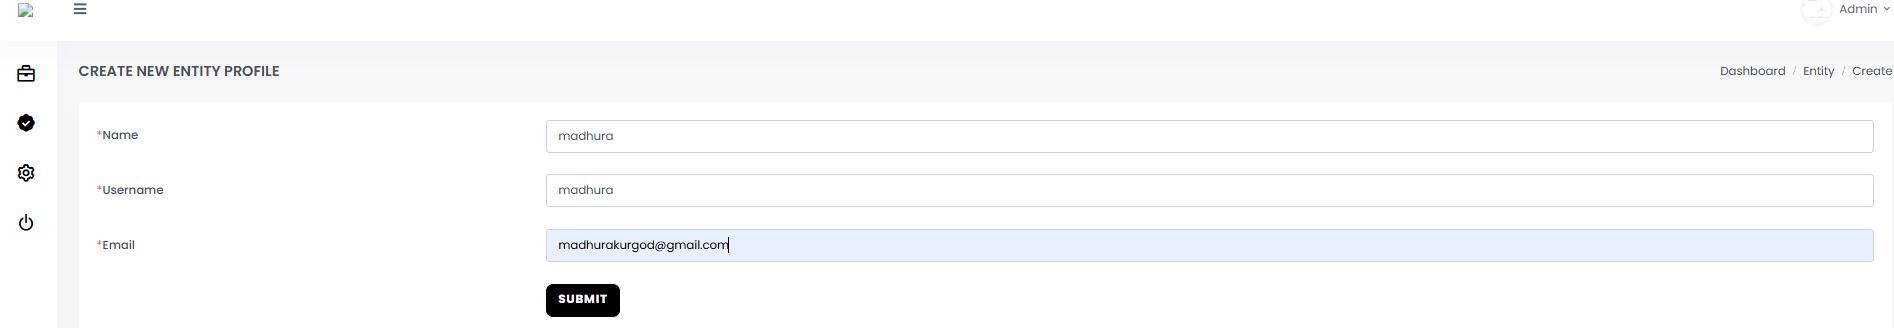 Admin
CREATE NEW ENTITY PROFILE
Dashboard / Entity / Create
*Name
madhura
*Username
madhura
*Email
madhurakurgod@gmail.com
SUBMIT